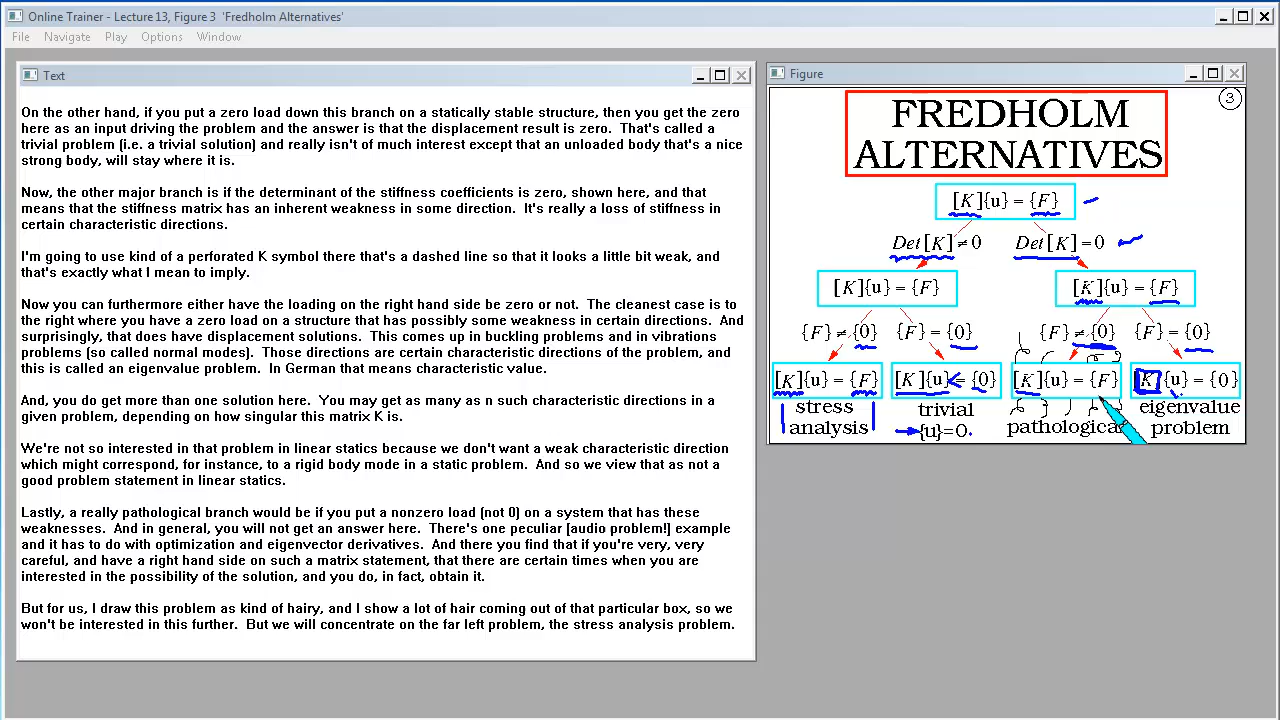 Online Trainer - Lecture 13, Figure 3 'Fredholm Alternatives'
File Navigate Play Options Window
Text
On the other hand, if you put a zero load down this branch on a statically stable structure, then you get the zero
here as an input driving the problem and the answer is that the displacement result is zero. That's called a
trivial problem (i.e. a trivial solution) and really isn't of much interest except that an unloaded body that's a nice
strong body, will stay where it is.
Now, the other major branch is if the determinant of the stiffness coefficients is zero, shown here, and that
means that the stiffness matrix has an inherent weakness in some direction. It's really a loss of stiffness in
certain characteristic directions.
I'm going to use kind of a perforated K symbol there that's a dashed line so that it looks a little bit weak, and
that's exactly what I mean to imply.
Now you can furthermore either have the loading on the right hand side be zero or not. The cleanest case is to
the right where you have a zero load on a structure that has possibly some weakness in certain directions. And
surprisingly, that does have displacement solutions. This comes up in buckling problems and in vibrations
problems (so called normal modes). Those directions are certain characteristic directions of the problem, and
this is called an eigenvalue problem. In German that means characteristic value.
And, you do get more than one solution here. You may get as many as n such characteristic directions in a
given problem, depending on how singular this matrix K is.
We're not so interested in that problem in linear statics because we don't want a weak characteristic direction
which might correspond, for instance, to a rigid body mode in a static problem. And so we view that as not a
good problem statement in linear statics.
Lastly, a really pathological branch would be if you put a nonzero load (not 0) on a system that has these
weaknesses. And in general, you will not get an answer here. There's one peculiar [audio problem!] example
and it has to do with optimization and eigenvector derivatives. And there you find that if you're very, very
careful, and have a right hand side on such a matrix statement, that there are certain times when you are
interested in the possibility of the solution, and you do, in fact, obtain it.
But for us, I draw this problem as kind of hairy, and I show a lot of hair coming out of that particular box, so we
won't be interested in this further. But we will concentrate on the far left problem, the stress analysis problem.
Figure
3
FREDHOLM
ALTERNATIVES
[K]{u} = {F}
Det[K]≠0 Det[K]=0
[K]{u} = {F} [K]{u} = {F}
{F} ≠ {0} {F} = {0} {F} ≠ {0} {F} = {0}
[K]{u} = {F} [K]{u} = {0} [K]{u} = {F} [K]{u} = {0}
stress analysis
trivial
{u}=0
pathological
eigenvalue problem